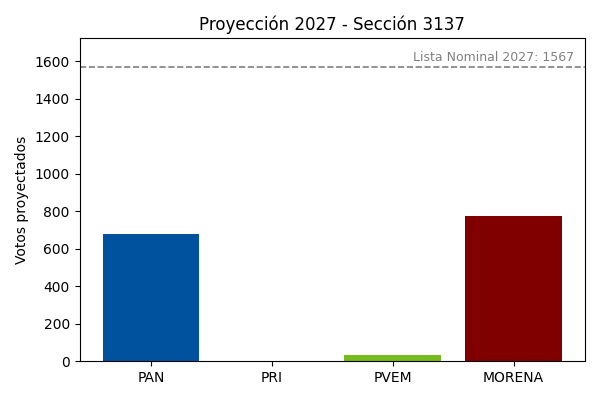 Proyección 2027 - Sección 3137
Lista Nominal 2027: 1567
Votos proyectados
1600
1400
1200
1000
800
600
400
200
0
PAN PRI PVEM MORENA